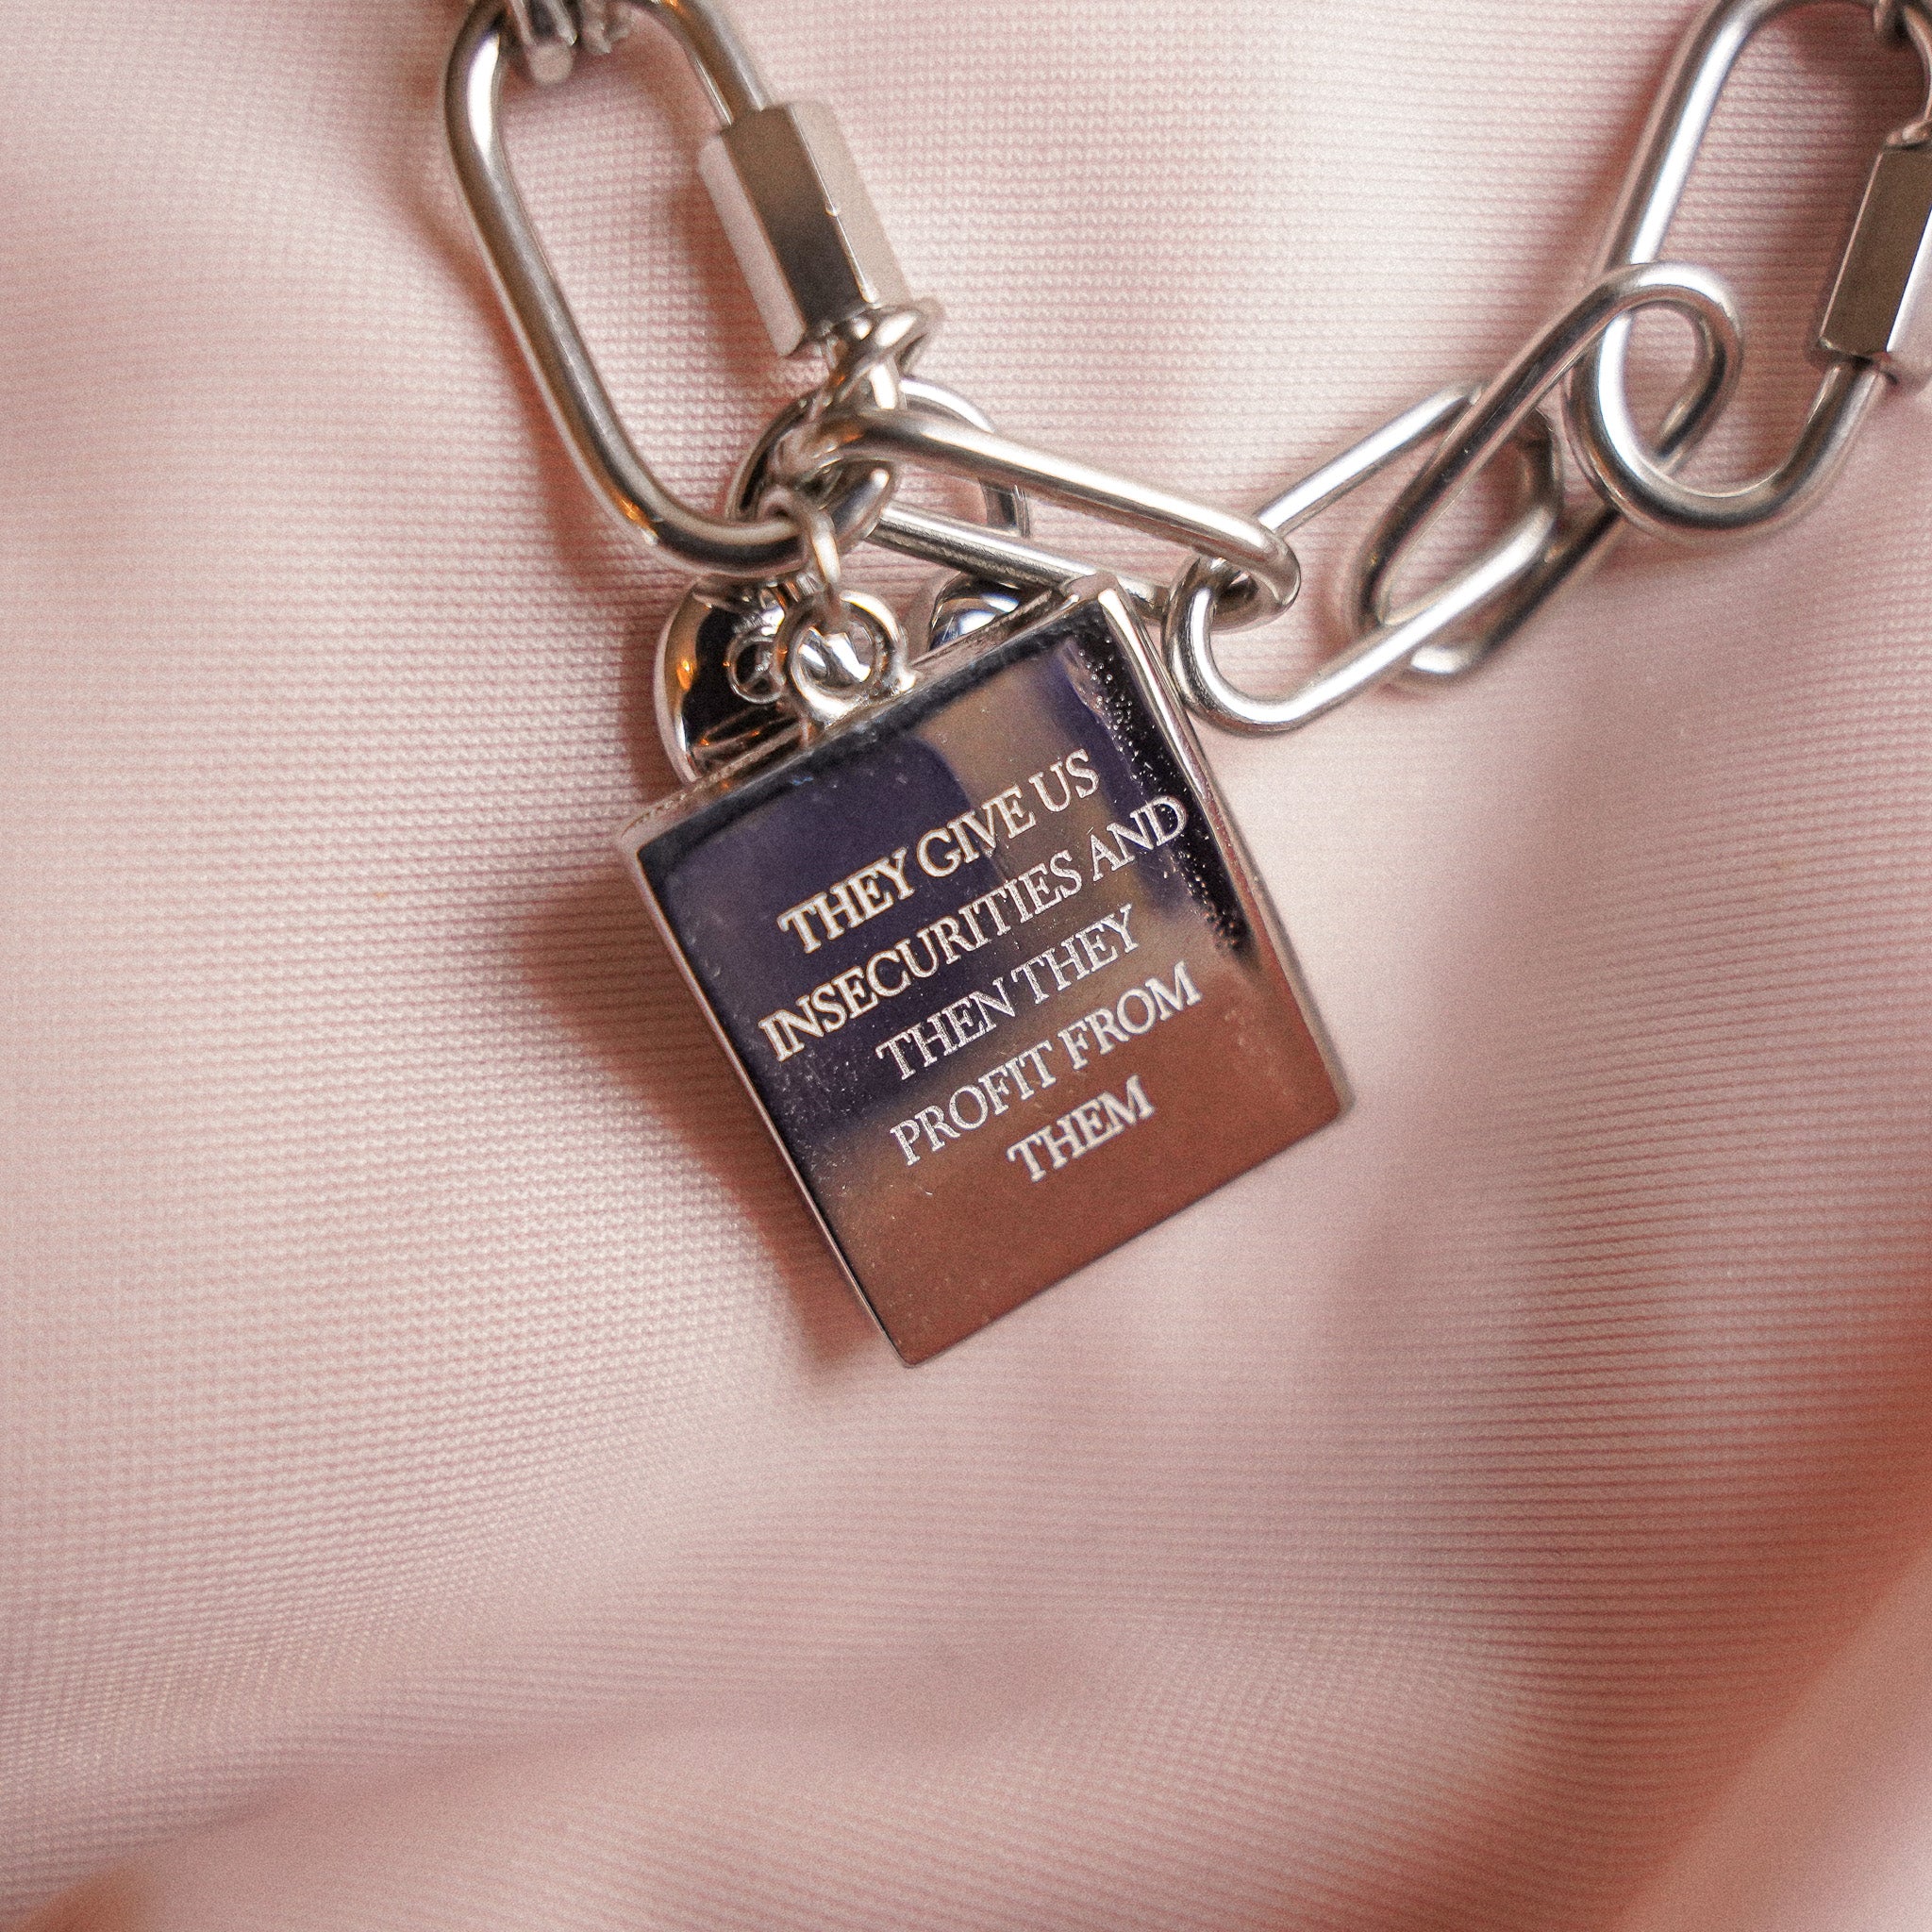 THEY GIVE US
INSECURITIES AND
THEN THEY
PROFIT FROM
THEM